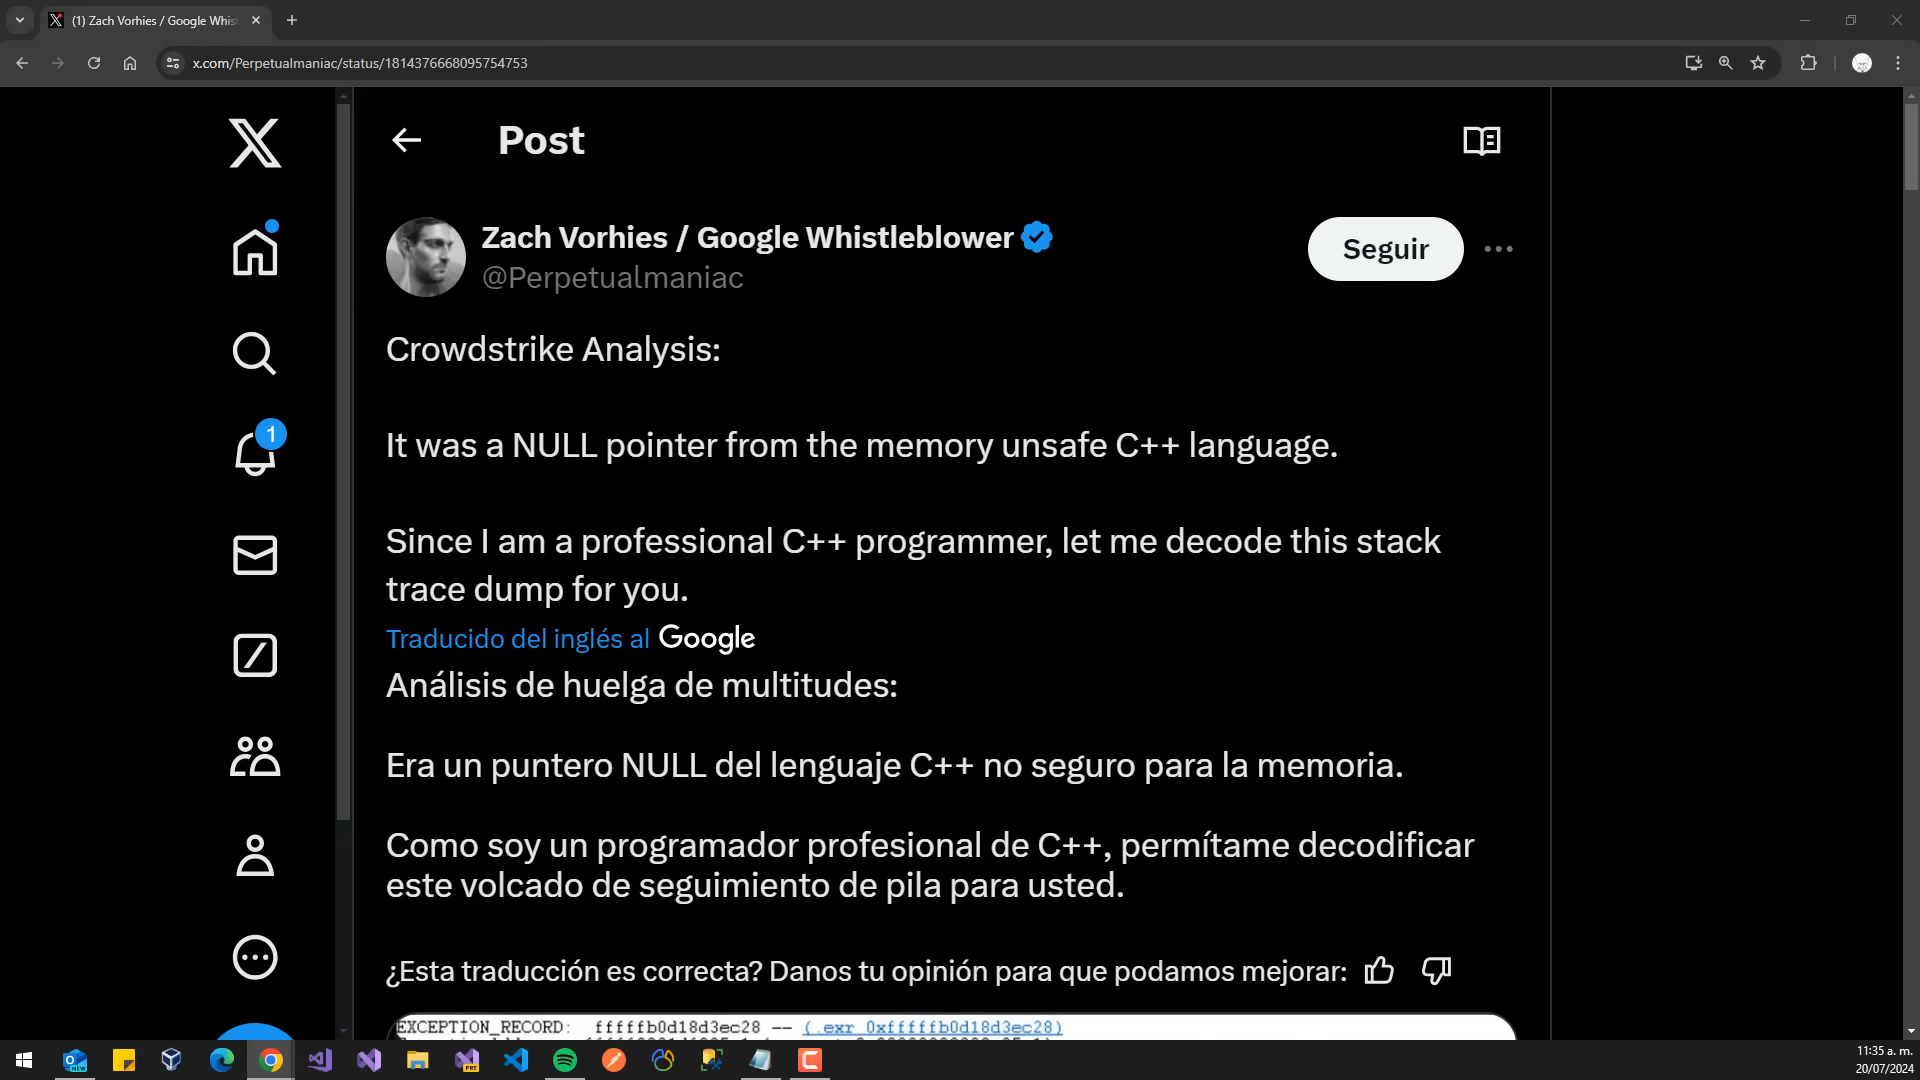 (1) Zach Vorhies / Google Whis
x.com/Perpetualmaniac/status/1814376668095754753
Post
Zach Vorhies / Google Whistleblower
@Perpetualmaniac
Seguir
Crowdstrike Analysis:
It was a NULL pointer from the memory unsafe C++ language.
Since I am a professional C++ programmer, let me decode this stack
trace dump for you.
Traducido del inglés al Google
Análisis de huelga de multitudes:
Era un puntero NULL del lenguaje C++ no seguro para la memoria.
Como soy un programador profesional de C++, permítame decodificar
este volcado de seguimiento de pila para usted.
¿Esta traducción es correcta? Danos tu opinión para que podamos mejorar:
EXCEPTION_RECORD: fffffb0d18d3ec28 -- (.exr 0xfffffb0d18d3ec28)
1
NEW
PRE
11:35 a. m.
20/07/2024